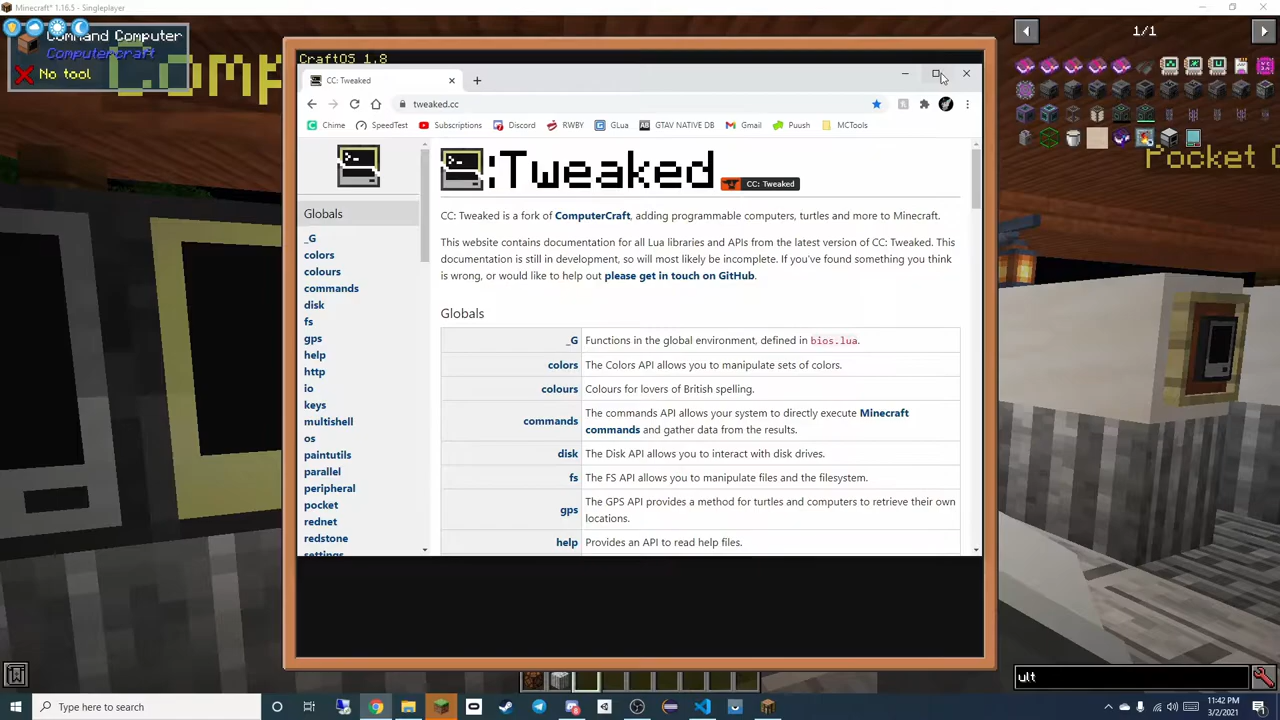 Minecraft* 1.16.5 - Singleplayer
Command Computer
Computercraft
No tool
Comp
CraftOS 1.8
1/1
CC: Tweaked
tweaked.cc
Chime
SpeedTest
Subscriptions
Discord
RWBY
GLua
GTAV NATIVE DB
Gmail
Puush
MCTools
:Tweaked
CC: Tweaked
Pocket C
Globals
_G
colors
colours
commands
disk
fs
gps
help
http
io
keys
multishell
os
paintutils
parallel
peripheral
pocket
rednet
redstone
settings
CC: Tweaked is a fork of ComputerCraft, adding programmable computers, turtles and more to Minecraft.
This website contains documentation for all Lua libraries and APIs from the latest version of CC: Tweaked. This
documentation is still in development, so will most likely be incomplete. If you've found something you think
is wrong, or would like to help out please get in touch on GitHub.
Globals
_G Functions in the global environment, defined in bios.lua.
colors The Colors API allows you to manipulate sets of colors.
colours Colours for lovers of British spelling.
commands The commands API allows your system to directly execute Minecraft
commands and gather data from the results.
disk The Disk API allows you to interact with disk drives.
fs The FS API allows you to manipulate files and the filesystem.
gps The GPS API provides a method for turtles and computers to retrieve their own
locations.
help Provides an API to read help files.
ult
Type here to search
11:42 PM
3/2/2021